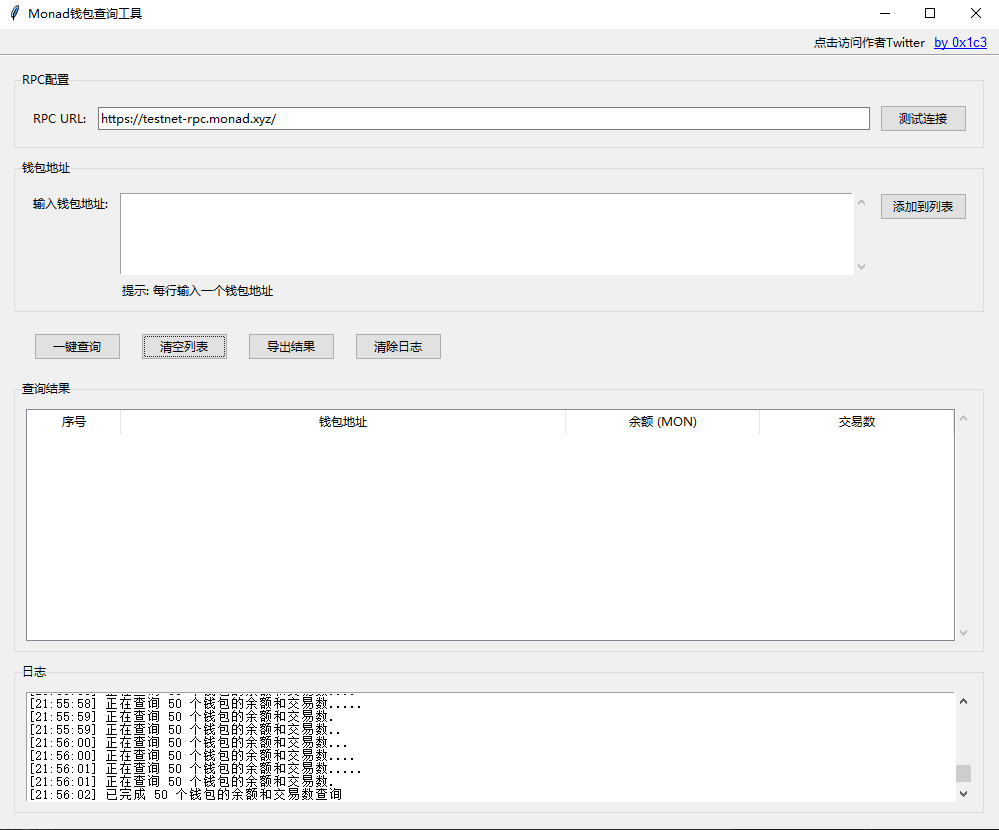 Monad钱包查询工具
点击访问作者Twitter by 0x1c3
RPC配置
RPC URL: https://testnet-rpc.monad.xyz/ 测试连接
钱包地址
输入钱包地址: 添加到列表
提示: 每行输入一个钱包地址
一键查询 清空列表 导出结果 清除日志
查询结果
序号 钱包地址 余额 (MON) 交易数
日志
[21:55:58] 正在查询 50 个钱包的余额和交易数.....
[21:55:59] 正在查询 50 个钱包的余额和交易数.
[21:55:59] 正在查询 50 个钱包的余额和交易数..
[21:56:00] 正在查询 50 个钱包的余额和交易数...
[21:56:00] 正在查询 50 个钱包的余额和交易数....
[21:56:01] 正在查询 50 个钱包的余额和交易数.....
[21:56:01] 正在查询 50 个钱包的余额和交易数.
[21:56:02] 已完成 50 个钱包的余额和交易数查询